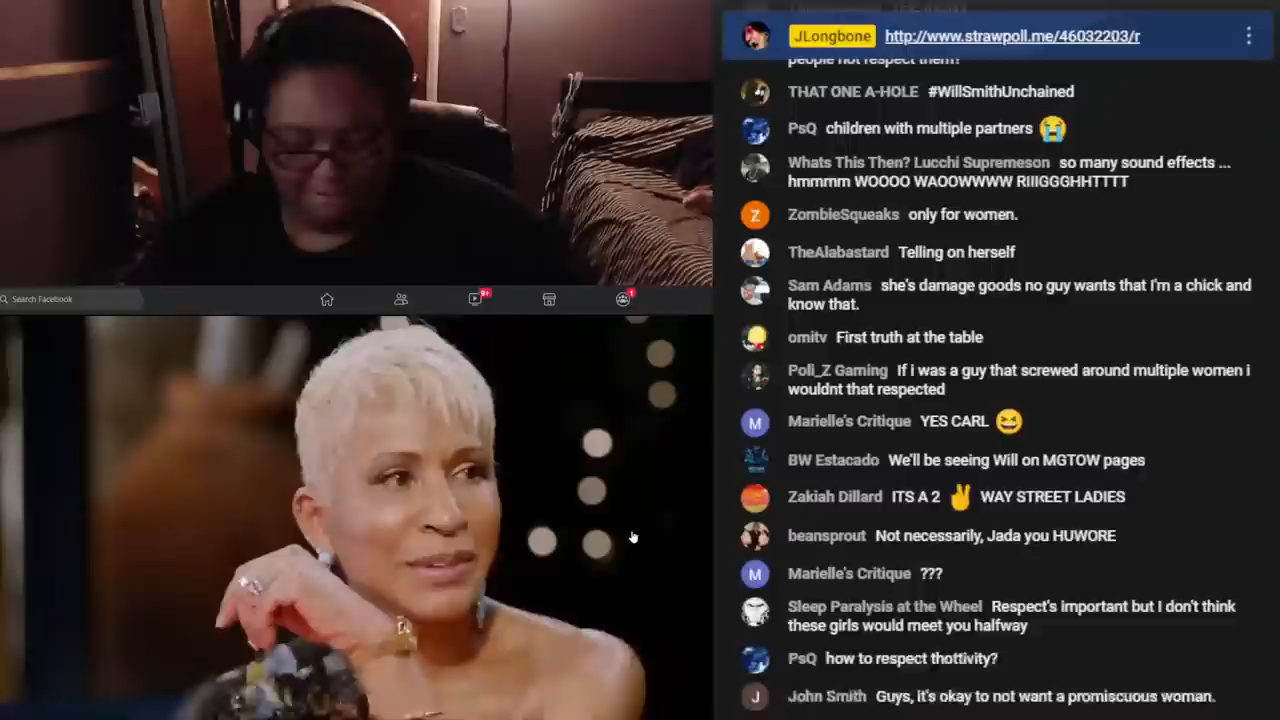 Search Facebook
9+
1
JLongbone http://www.strawpoll.me/46032203/r
people not respect them?
THAT ONE A-HOLE #WillSmithUnchained
PsQ children with multiple partners 😭
Whats This Then? Lucchi Supremeson so many sound effects ...
hmmmm WOOOO WAOOWWWW RIIIGGGHHTTTT
Z ZombieSqueaks only for women.
TheAlabastard Telling on herself
Sam Adams she's damage goods no guy wants that I'm a chick and
know that.
omitv First truth at the table
Poli_Z Gaming If i was a guy that screwed around multiple women i
wouldnt that respected
M Marielle's Critique YES CARL 😆
BW Estacado We'll be seeing Will on MGTOW pages
Zakiah Dillard ITS A 2 ✌ WAY STREET LADIES
beansprout Not necessarily, Jada you HUWORE
M Marielle's Critique ???
Sleep Paralysis at the Wheel Respect's important but I don't think
these girls would meet you halfway
PsQ how to respect thottivity?
J John Smith Guys, it's okay to not want a promiscuous woman.